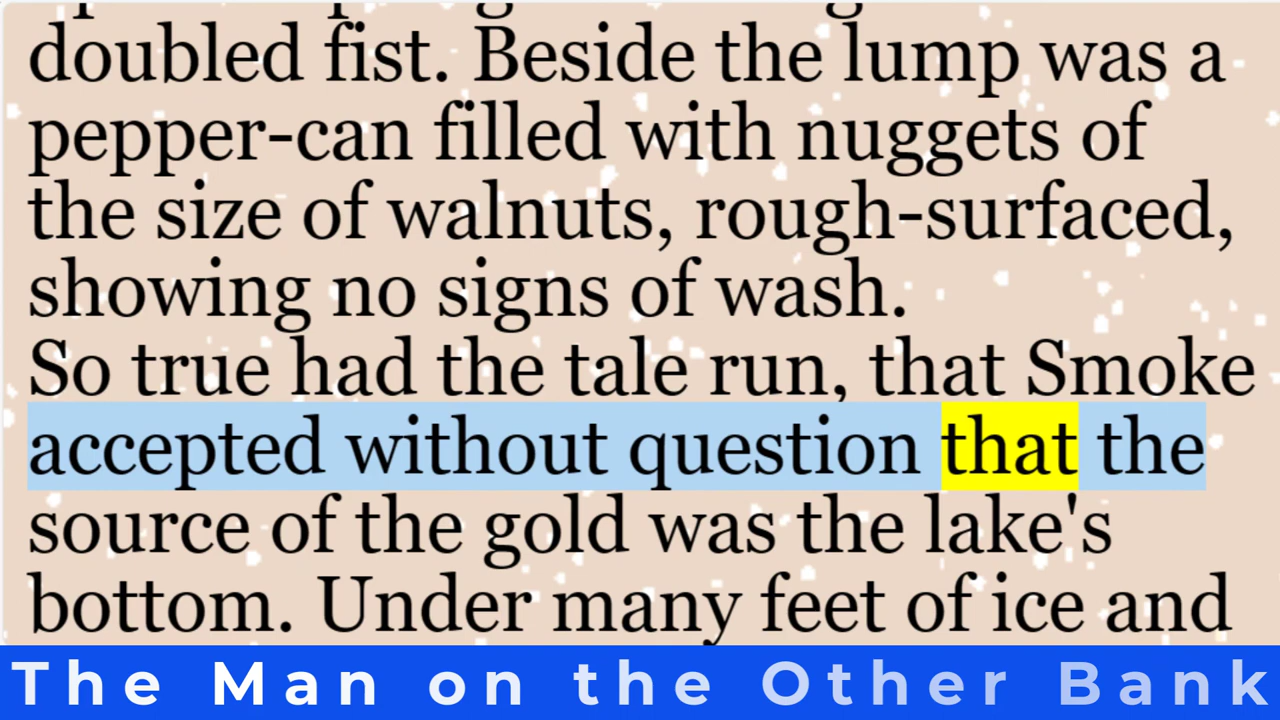 doubled fist. Beside the lump was a
pepper-can filled with nuggets of
the size of walnuts, rough-surfaced,
showing no signs of wash.
So true had the tale run, that Smoke
accepted without question that the
source of the gold was the lake's
bottom. Under many feet of ice and
The Man on the Other Bank